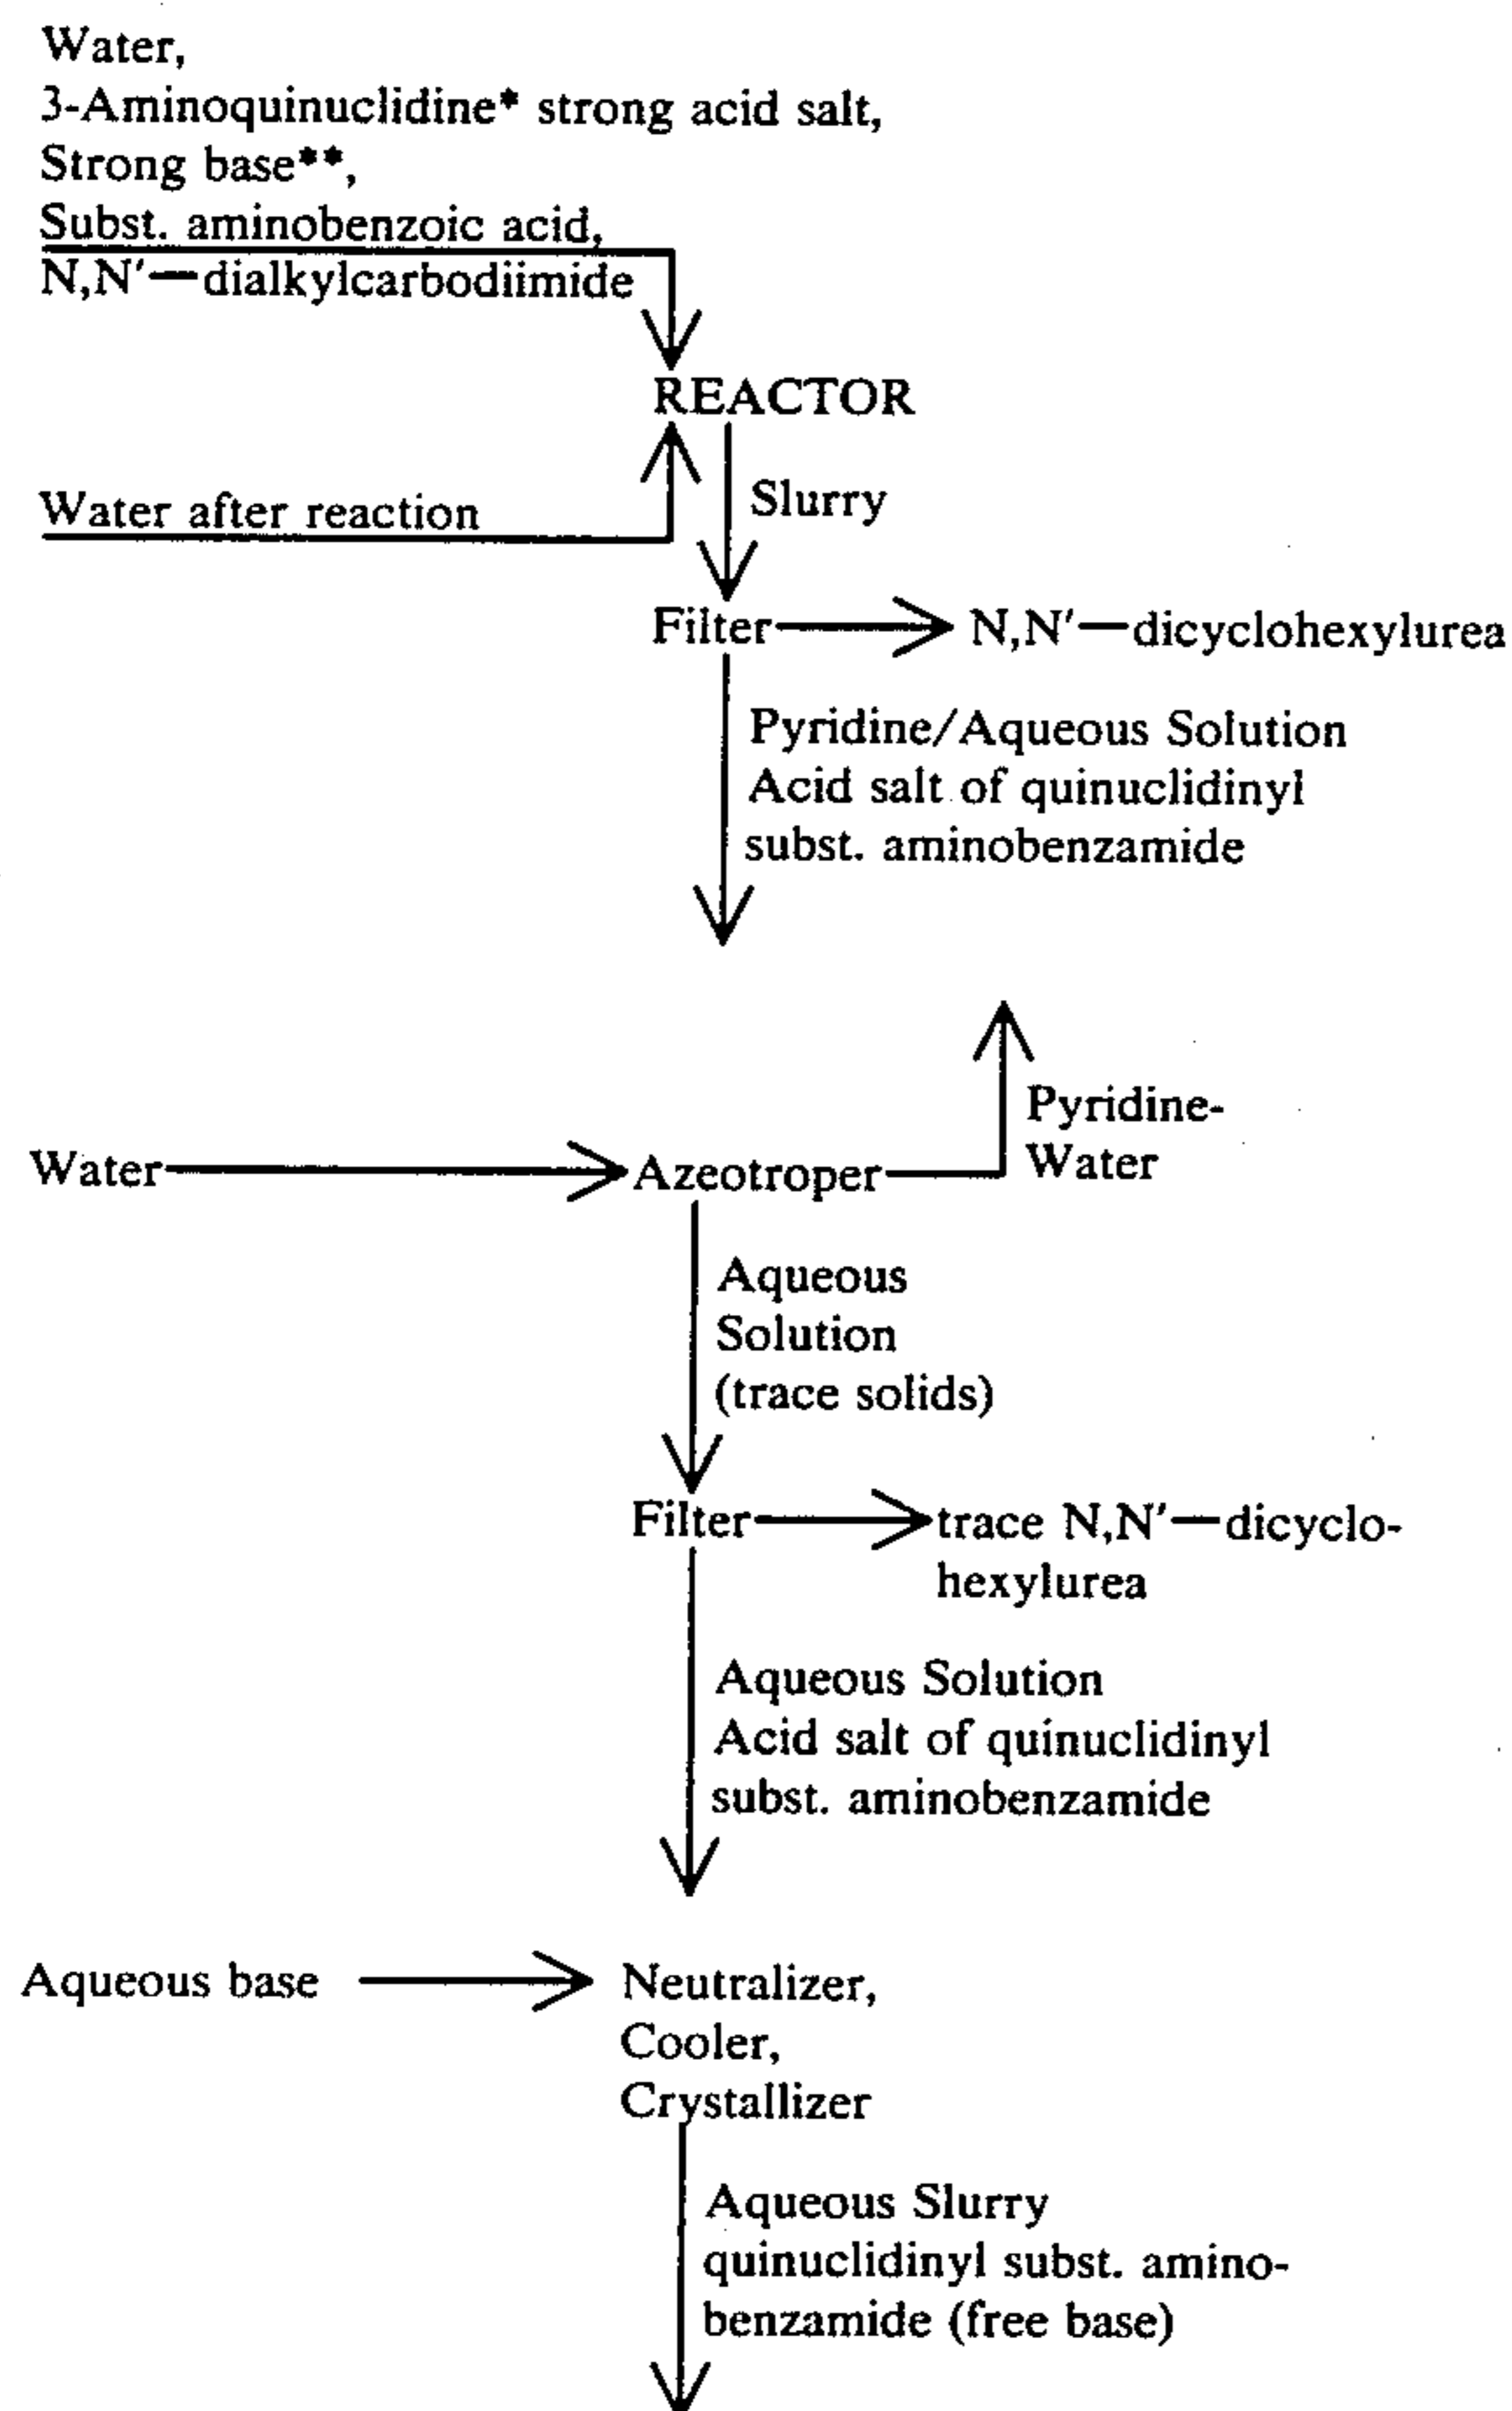 Water,
3-Aminoquinuclidine* strong acid salt,
Strong base**,
Subst. aminobenzoic acid,
N,N'—dialkylcarbodiimide
REACTOR
Water after reaction
Slurry
Filter
N,N'—dicyclohexylurea
Pyridine/Aqueous Solution
Acid salt of quinuclidinyl
subst. aminobenzamide
Pyridine-
Water
Water
Azeotroper
Aqueous
Solution
(trace solids)
Filter
trace N,N'—dicyclo-
hexylurea
Aqueous Solution
Acid salt of quinuclidinyl
subst. aminobenzamide
Aqueous base
Neutralizer,
Cooler,
Crystallizer
Aqueous Slurry
quinuclidinyl subst. amino-
benzamide (free base)